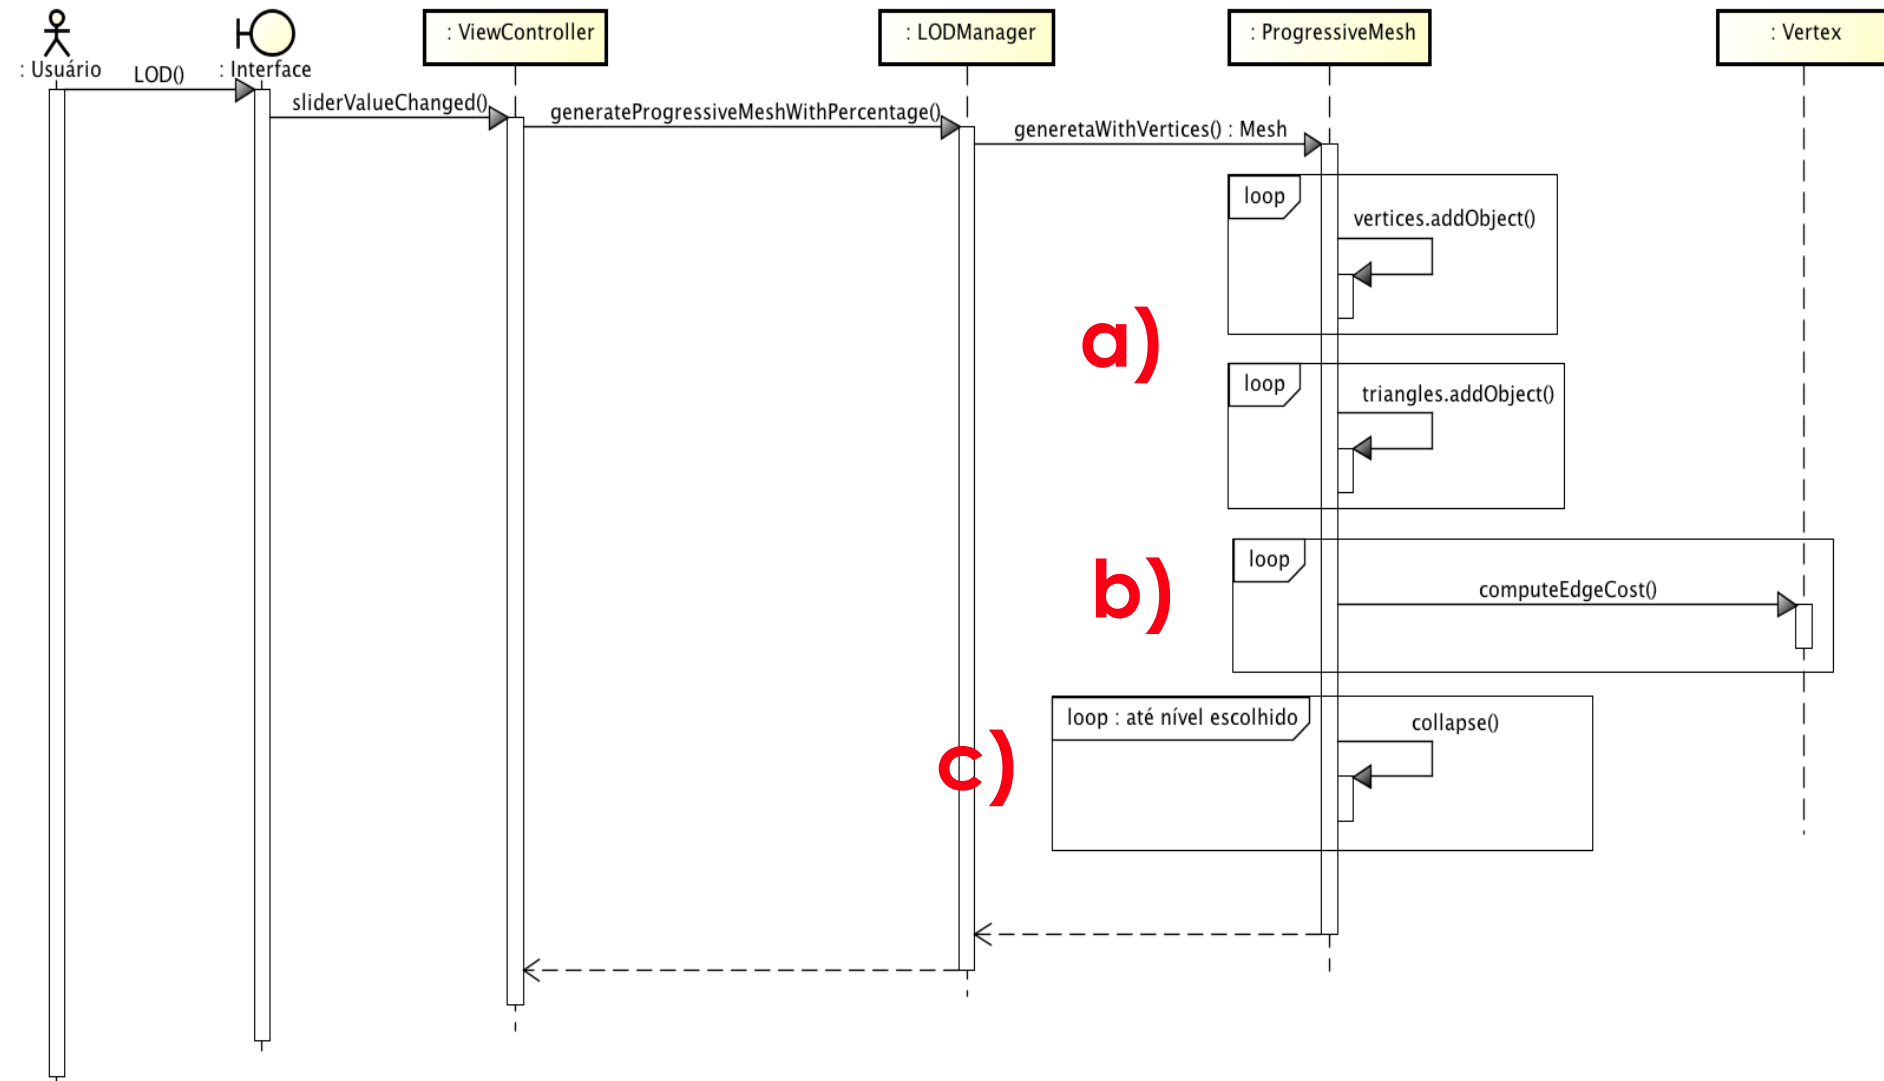 : Usuário
: Interface
: ViewController
: LODManager
: ProgressiveMesh
: Vertex
LOD()
sliderValueChanged()
generateProgressiveMeshWithPercentage()
generetaWithVertices() : Mesh
loop
vertices.addObject()
a)
loop
triangles.addObject()
b)
loop
computeEdgeCost()
c)
loop : até nível escolhido
collapse()